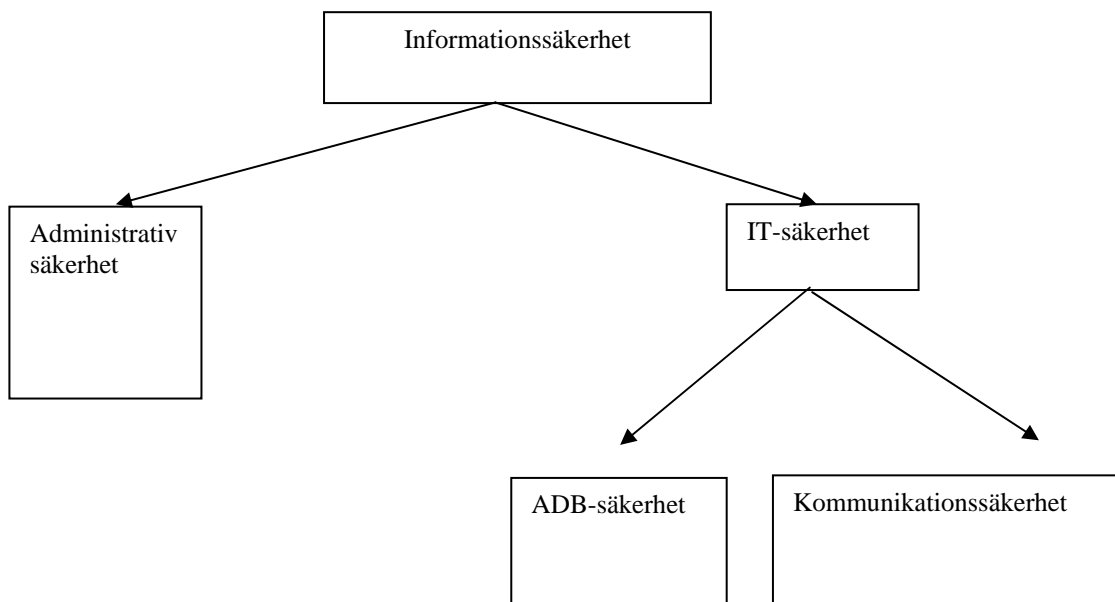 Informationssäkerhet
Administrativ
säkerhet
IT-säkerhet
ADB-säkerhet
Kommunikationssäkerhet